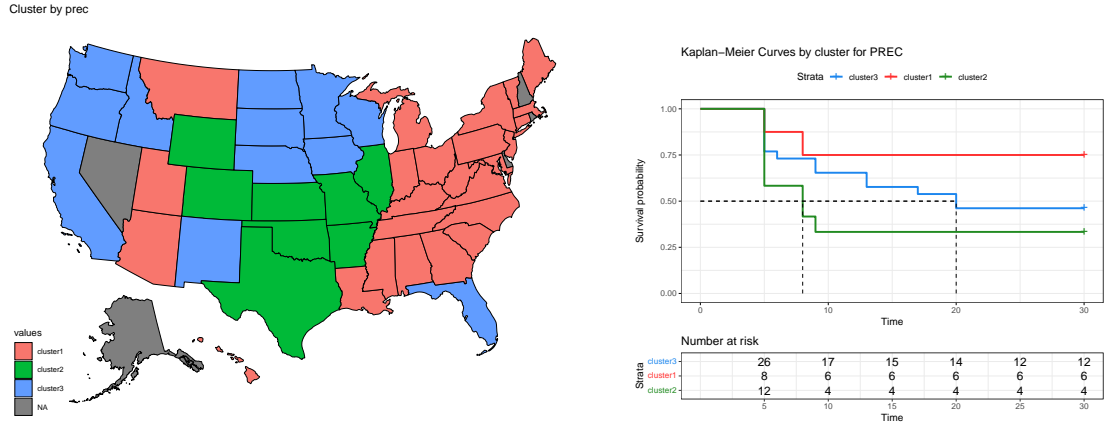 Cluster by prec
values
cluster1
cluster2
cluster3
NA
Kaplan−Meier Curves by cluster for PREC
Strata cluster3 cluster1 cluster2
Survival probability
1.00
0.75
0.50
0.25
0.00
0 10 20 30
Time
Number at risk
Strata
cluster3 26 17 15 14 12 12
cluster1 8 6 6 6 6 6
cluster2 12 4 4 4 4 4
5 10 15 20 25 30
Time